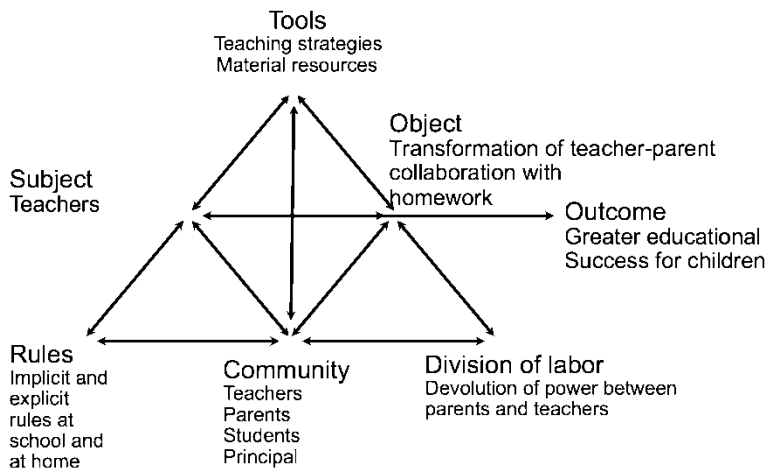 Tools
Teaching strategies
Material resources
Object
Transformation of teacher-parent
collaboration with
homework
Subject
Teachers
Outcome
Greater educational
Success for children
Rules
Implicit and
explicit
rules at
school and
at home
Community
Teachers
Parents
Students
Principal
Division of labor
Devolution of power between
parents and teachers